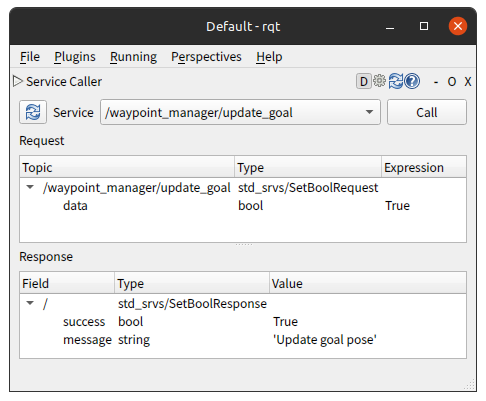 Default - rqt
File Plugins Running Perspectives Help
Service Caller D - O X
Service /waypoint_manager/update_goal Call
Request
Topic Type Expression
/waypoint_manager/update_goal std_srvs/SetBoolRequest
data bool True
Response
Field Type Value
/ std_srvs/SetBoolResponse
success bool True
message string 'Update goal pose'